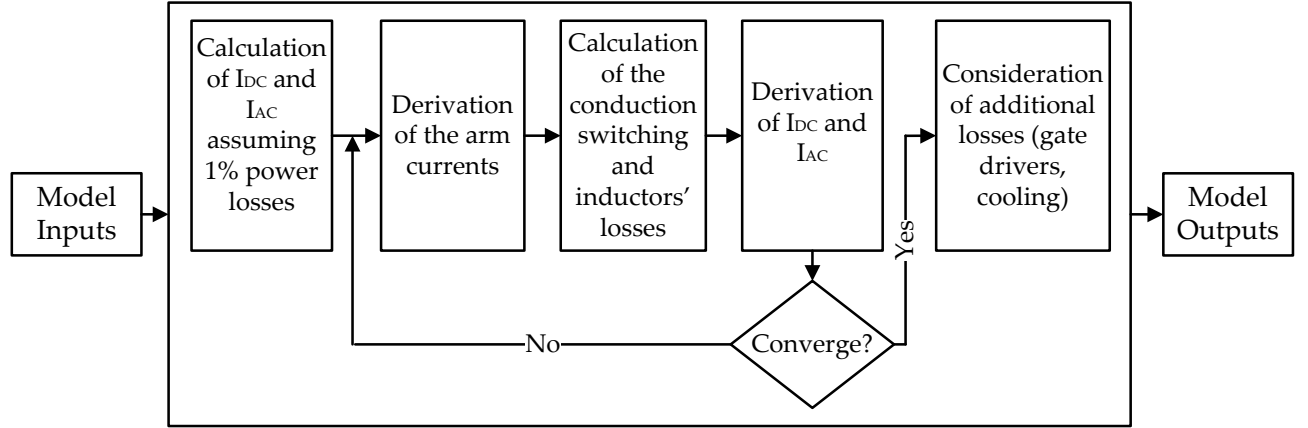 Model
Inputs
Calculation
of IDC and
IAC
assuming
1% power
losses
Derivation
of the arm
currents
Calculation
of the
conduction
switching
and
inductors’
losses
Derivation
of IDC and
IAC
Converge?
No
Yes
Consideration
of additional
losses (gate
drivers,
cooling)
Model
Outputs